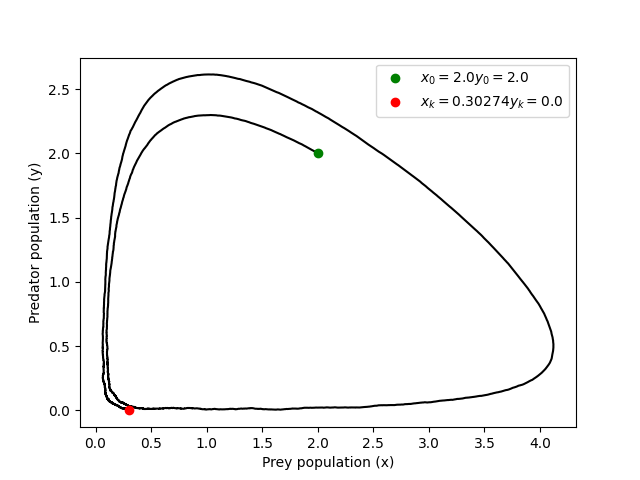 x₀ = 2.0y₀ = 2.0
xₖ = 0.30274yₖ = 0.0
2.5
2.0
1.5
1.0
0.5
0.0
Predator population (y)
0.0 0.5 1.0 1.5 2.0 2.5 3.0 3.5 4.0
Prey population (x)